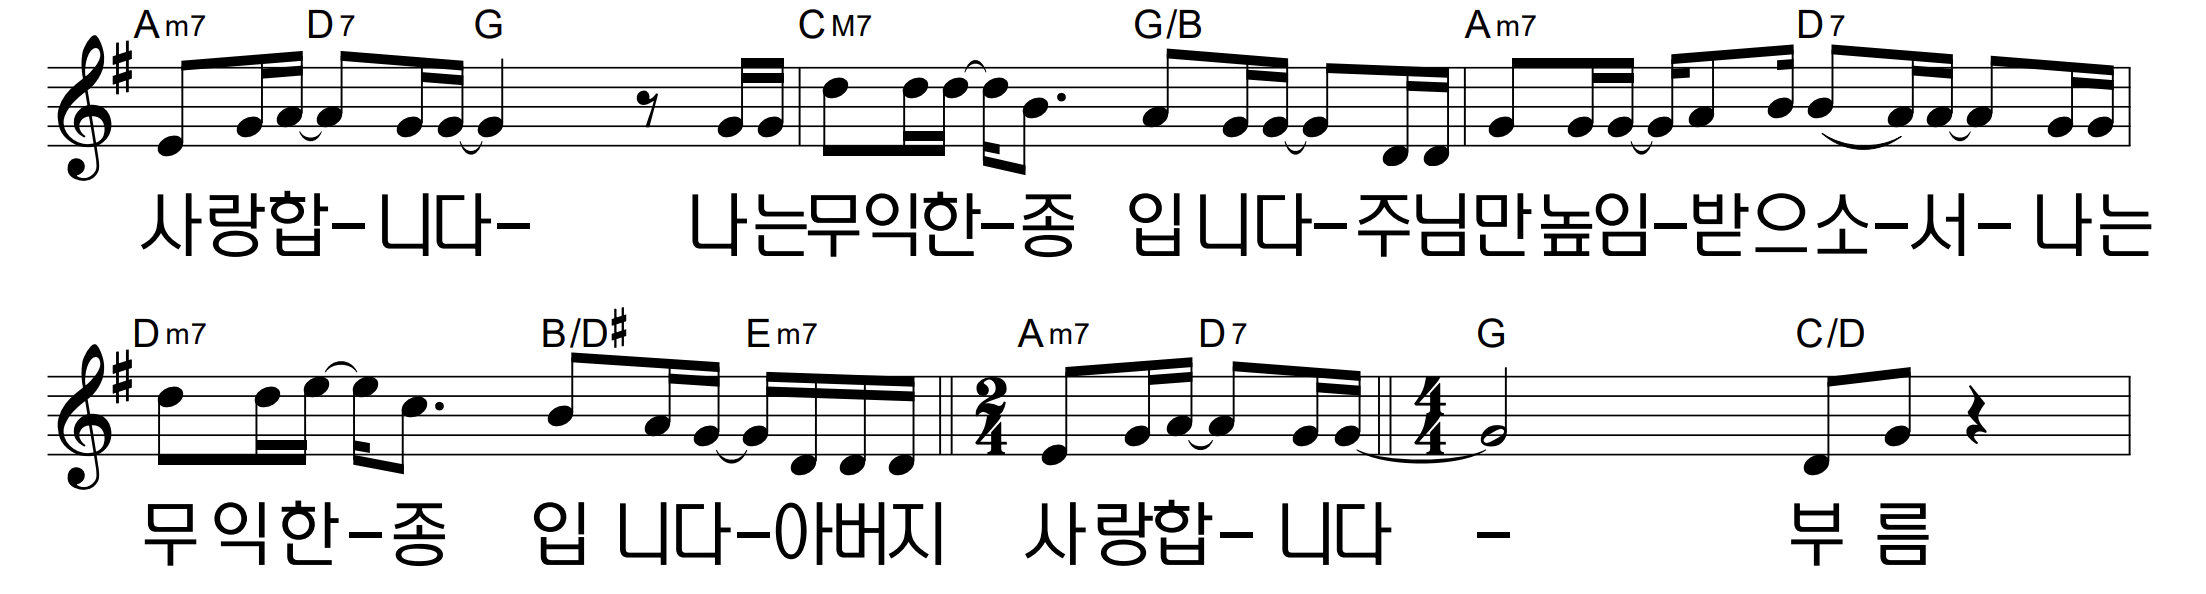 Am7 D7 G CM7 G/B Am7 D7
사랑합-니다- 나는무익한-종 입니다-주님만높임-받으소-서- 나는
Dm7 B/D# Em7 Am7 D7 G C/D
2/4 4/4
무익한-종 입 니다-아버지 사랑합-니다 - 부름